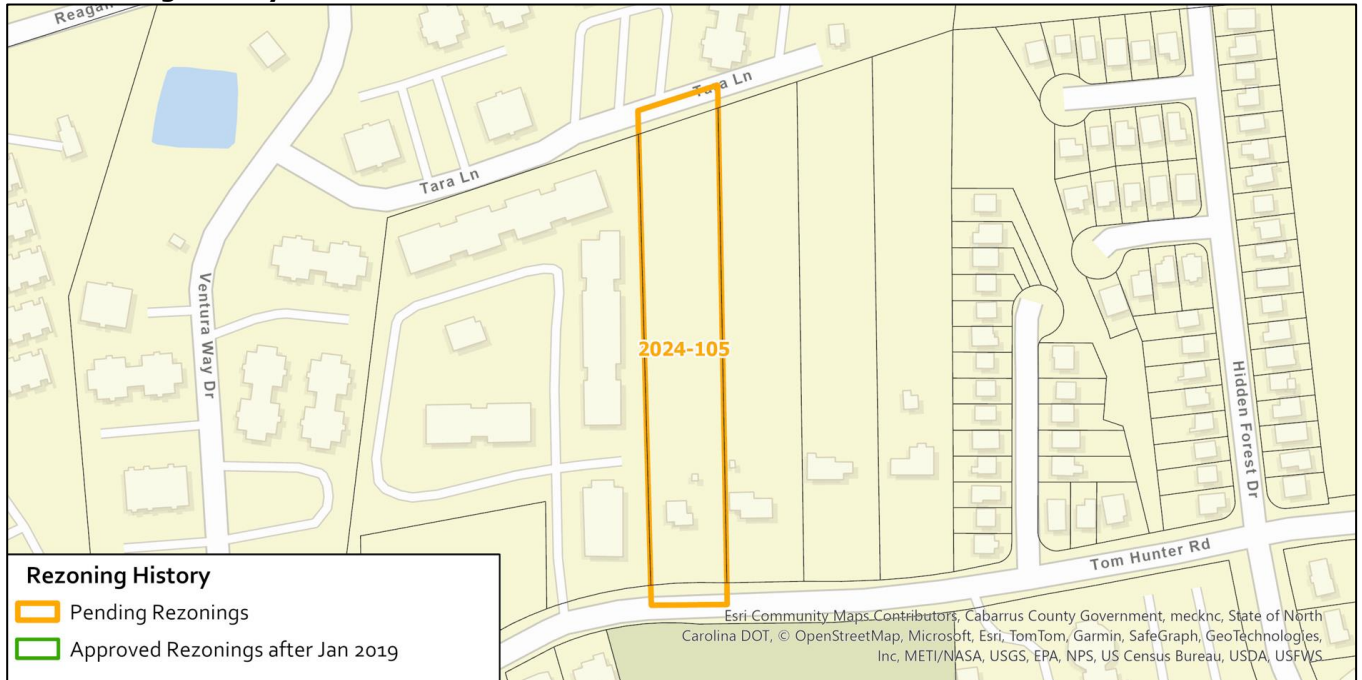 Reagan
Tara Ln
Tara Ln
Ventura Way Dr
2024-105
Hidden Forest Dr
Tom Hunter Rd
Rezoning History
Pending Rezonings
Approved Rezonings after Jan 2019
Esri Community Maps Contributors, Cabarrus County Government, mecknc, State of North
Carolina DOT, © OpenStreetMap, Microsoft, Esri, TomTom, Garmin, SafeGraph, GeoTechnologies,
Inc, METI/NASA, USGS, EPA, NPS, US Census Bureau, USDA, USFWS